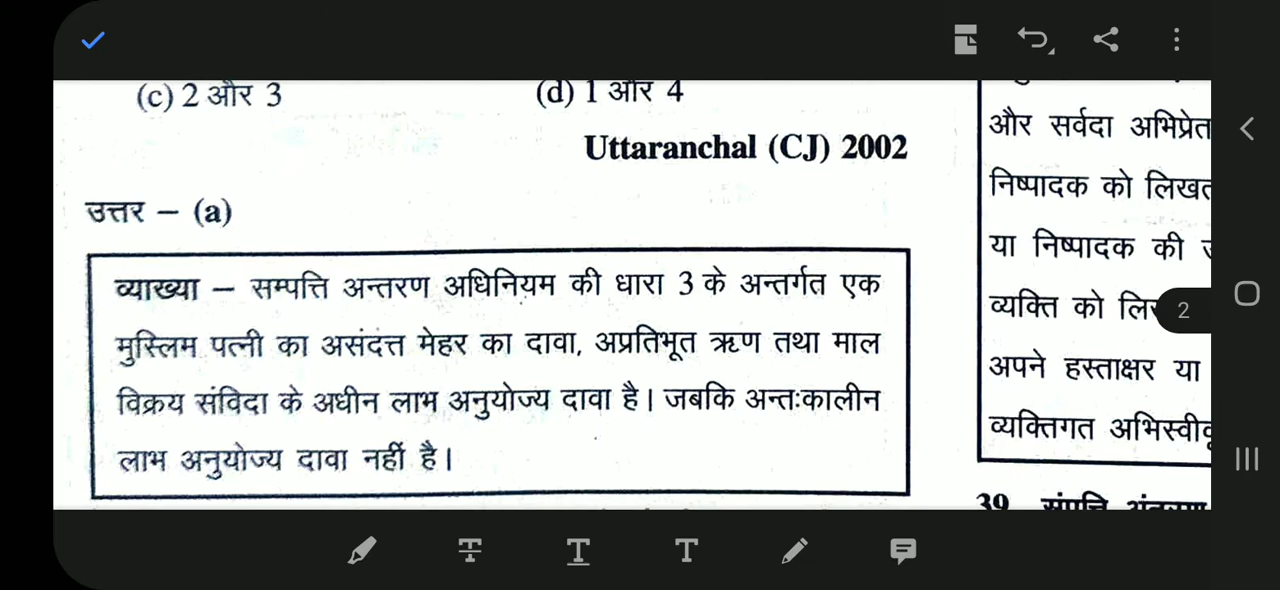 (c) 2 और 3
(d) 1 और 4
Uttaranchal (CJ) 2002
उत्तर – (a)
व्याख्या – सम्पत्ति अन्तरण अधिनियम की धारा 3 के अन्तर्गत एक
मुस्लिम पत्नी का असंदत्त मेहर का दावा, अप्रतिभूत ऋण तथा माल
विक्रय संविदा के अधीन लाभ अनुयोज्य दावा है। जबकि अन्तःकालीन
लाभ अनुयोज्य दावा नहीं है।
और सर्वदा अभिप्रेत
निष्पादक को लिखत
या निष्पादक की
व्यक्ति को
2
अपने हस्ताक्षर या
व्यक्तिगत
39
T
T
T